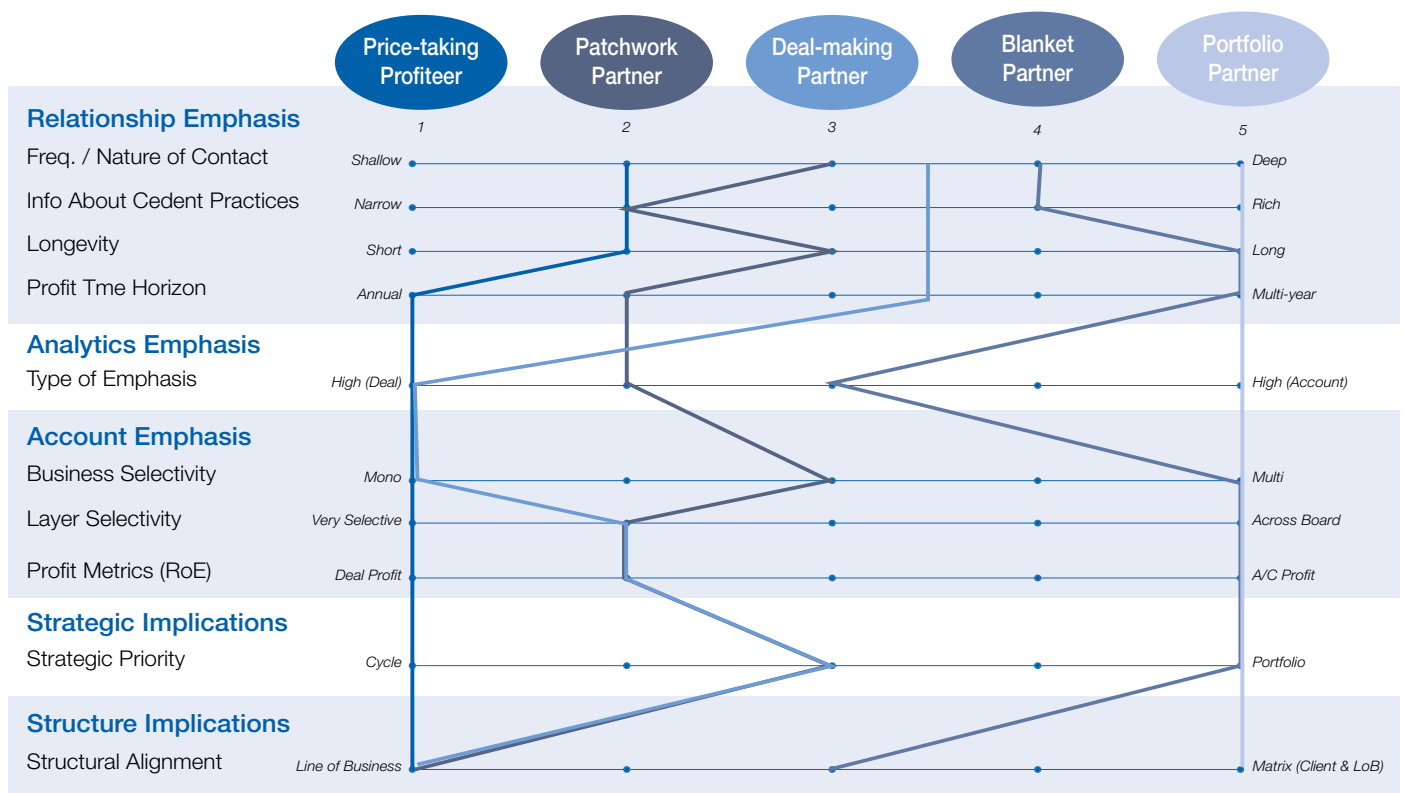 Price-taking
Profiteer
Patchwork
Partner
Deal-making
Partner
Blanket
Partner
Portfolio
Partner
Relationship Emphasis
1 2 3 4 5
Freq. / Nature of Contact Shallow Deep
Info About Cedent Practices Narrow Rich
Longevity Short Long
Profit Tme Horizon Annual Multi-year
Analytics Emphasis
Type of Emphasis High (Deal) High (Account)
Account Emphasis
Business Selectivity Mono Multi
Layer Selectivity Very Selective Across Board
Profit Metrics (RoE) Deal Profit A/C Profit
Strategic Implications
Strategic Priority Cycle Portfolio
Structure Implications
Structural Alignment Line of Business Matrix (Client & LoB)